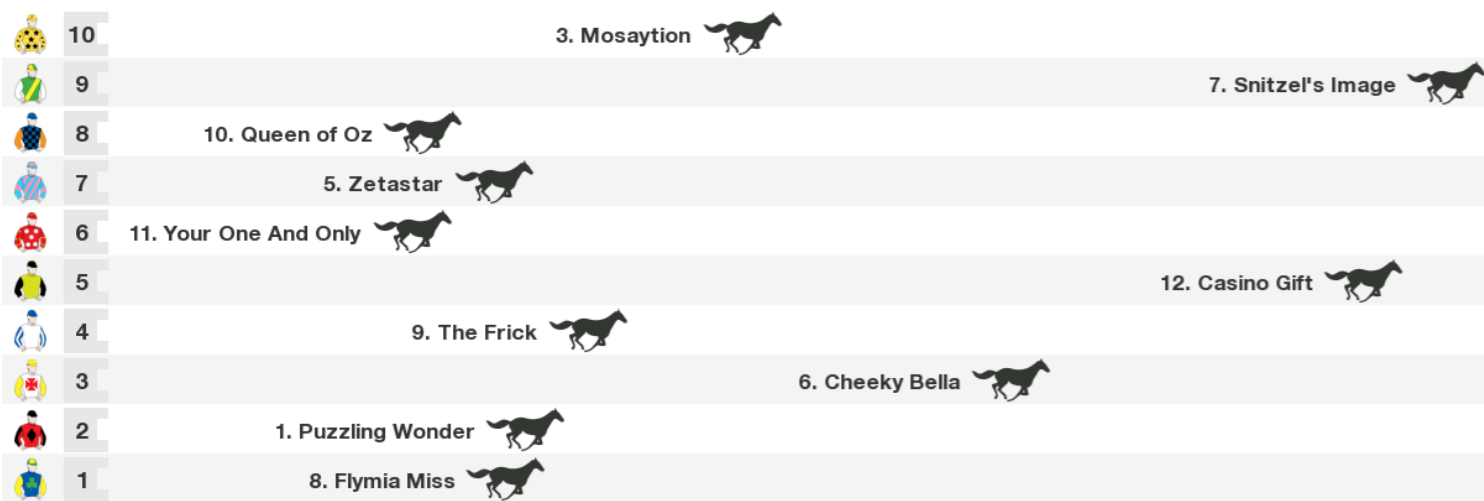 10 3. Mosaytion
9 7. Snitzel's Image
8 10. Queen of Oz
7 5. Zetastar
6 11. Your One And Only
5 12. Casino Gift
4 9. The Frick
3 6. Cheeky Bella
2 1. Puzzling Wonder
1 8. Flymia Miss